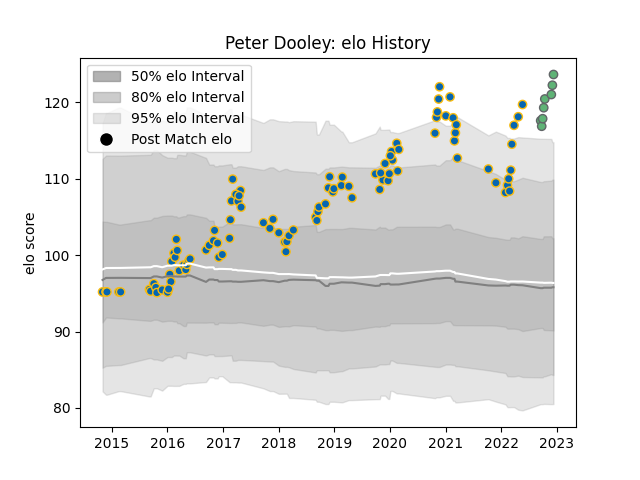 Peter Dooley: elo History
50% elo Interval
80% elo Interval
95% elo Interval
Post Match elo
elo score
120
110
100
90
80
2015 2016 2017 2018 2019 2020 2021 2022 2023